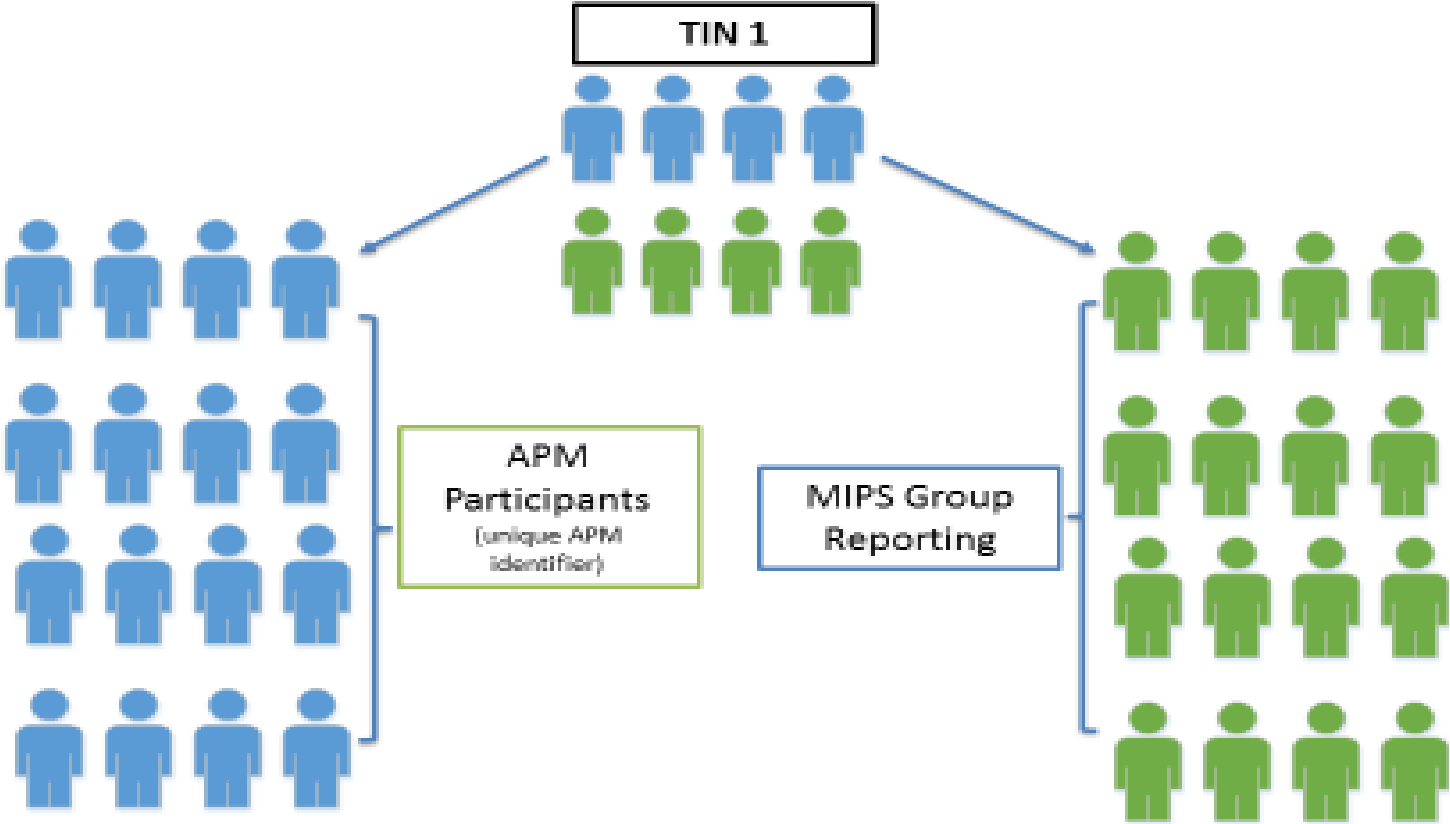 TIN 1
APM
Participants
(unique APM
identifier)
MIPS Group
Reporting